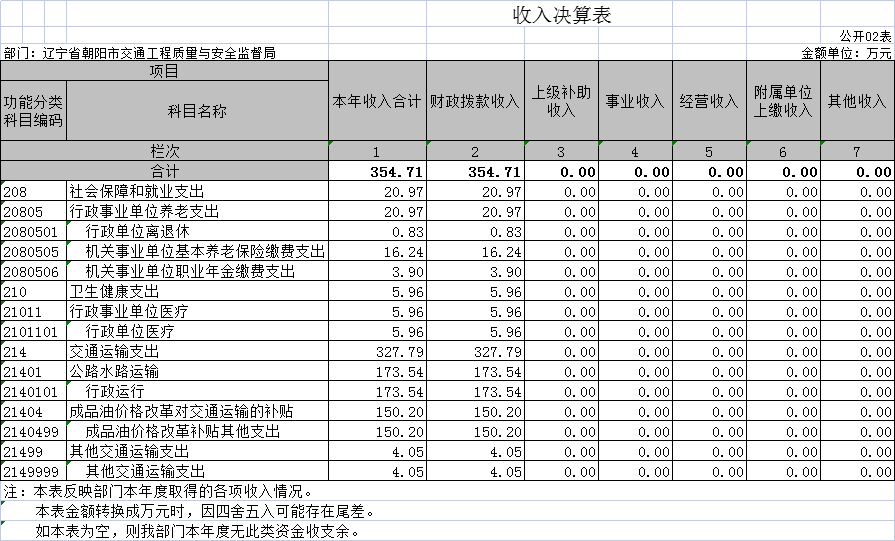 收入决算表
公开02表
部门：辽宁省朝阳市交通工程质量与安全监督局 金额单位：万元
项目 本年收入合计 财政拨款收入 上级补助收入 事业收入 经营收入 附属单位上缴收入 其他收入
功能分类科目编码 科目名称
栏次 1 2 3 4 5 6 7
合计 354.71 354.71 0.00 0.00 0.00 0.00 0.00
208 社会保障和就业支出 20.97 20.97 0.00 0.00 0.00 0.00 0.00
20805 行政事业单位养老支出 20.97 20.97 0.00 0.00 0.00 0.00 0.00
2080501 行政单位离退休 0.83 0.83 0.00 0.00 0.00 0.00 0.00
2080505 机关事业单位基本养老保险缴费支出 16.24 16.24 0.00 0.00 0.00 0.00 0.00
2080506 机关事业单位职业年金缴费支出 3.90 3.90 0.00 0.00 0.00 0.00 0.00
210 卫生健康支出 5.96 5.96 0.00 0.00 0.00 0.00 0.00
21011 行政事业单位医疗 5.96 5.96 0.00 0.00 0.00 0.00 0.00
2101101 行政单位医疗 5.96 5.96 0.00 0.00 0.00 0.00 0.00
214 交通运输支出 327.79 327.79 0.00 0.00 0.00 0.00 0.00
21401 公路水路运输 173.54 173.54 0.00 0.00 0.00 0.00 0.00
2140101 行政运行 173.54 173.54 0.00 0.00 0.00 0.00 0.00
21404 成品油价格改革对交通运输的补贴 150.20 150.20 0.00 0.00 0.00 0.00 0.00
2140499 成品油价格改革补贴其他支出 150.20 150.20 0.00 0.00 0.00 0.00 0.00
21499 其他交通运输支出 4.05 4.05 0.00 0.00 0.00 0.00 0.00
2149999 其他交通运输支出 4.05 4.05 0.00 0.00 0.00 0.00 0.00
注：本表反映部门本年度取得的各项收入情况。
本表金额转换成万元时，因四舍五入可能存在尾差。
如本表为空，则我部门本年度无此类资金收支余。